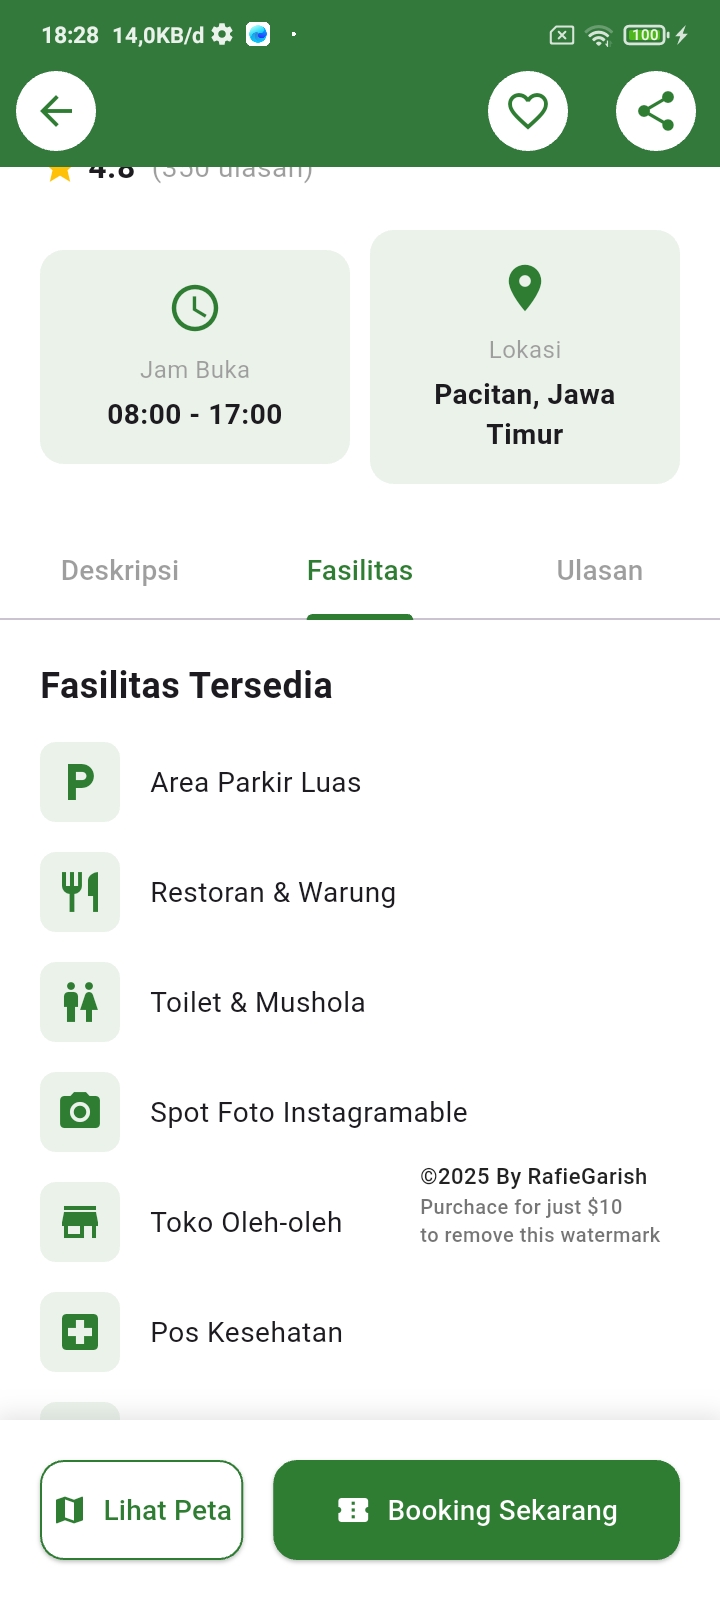 18:28 14,0KB/d
100
4.8 (350 ulasan)
Jam Buka
08:00 - 17:00
Lokasi
Pacitan, Jawa
Timur
Deskripsi Fasilitas Ulasan
Fasilitas Tersedia
P
Area Parkir Luas
Restoran & Warung
Toilet & Mushola
Spot Foto Instagramable
©2025 By RafieGarish
Purchace for just $10
to remove this watermark
Toko Oleh-oleh
Pos Kesehatan
Lihat Peta
Booking Sekarang